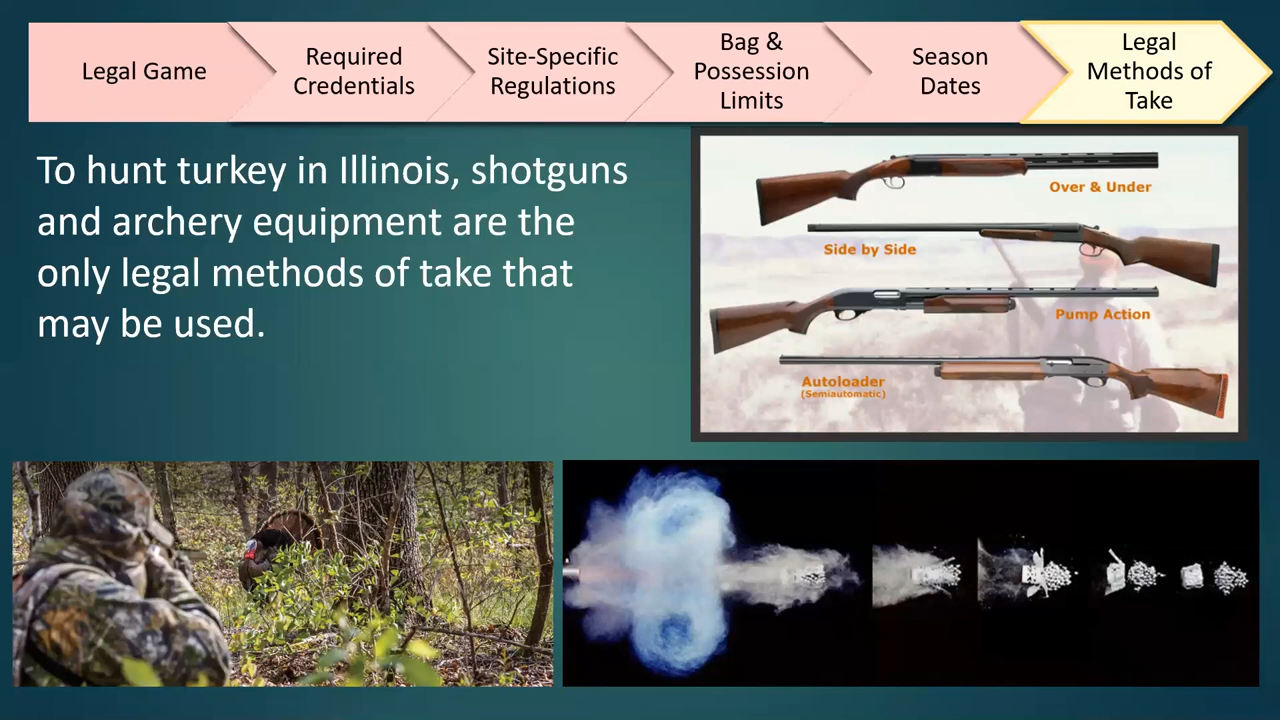 Legal Game
Required
Credentials
Site-Specific
Regulations
Bag &
Possession
Limits
Season
Dates
Legal
Methods of
Take
To hunt turkey in Illinois, shotguns
and archery equipment are the
only legal methods of take that
may be used.
Over & Under
Side by Side
Pump Action
Autoloader
(Semiautomatic)